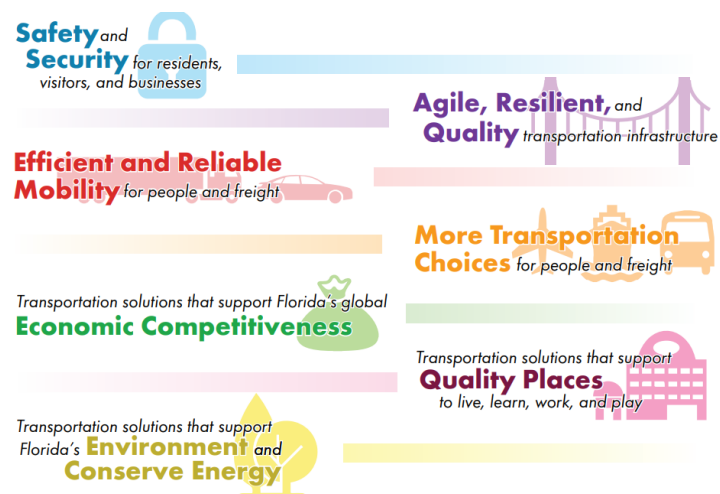 Safety and
Security for residents,
visitors, and businesses
Agile, Resilient, and
Quality transportation infrastructure
Efficient and Reliable
Mobility for people and freight
More Transportation
Choices for people and freight
Transportation solutions that support Florida's global
Economic Competitiveness
Transportation solutions that support
Quality Places
to live, learn, work, and play
Transportation solutions that support
Florida's Environment and
Conserve Energy